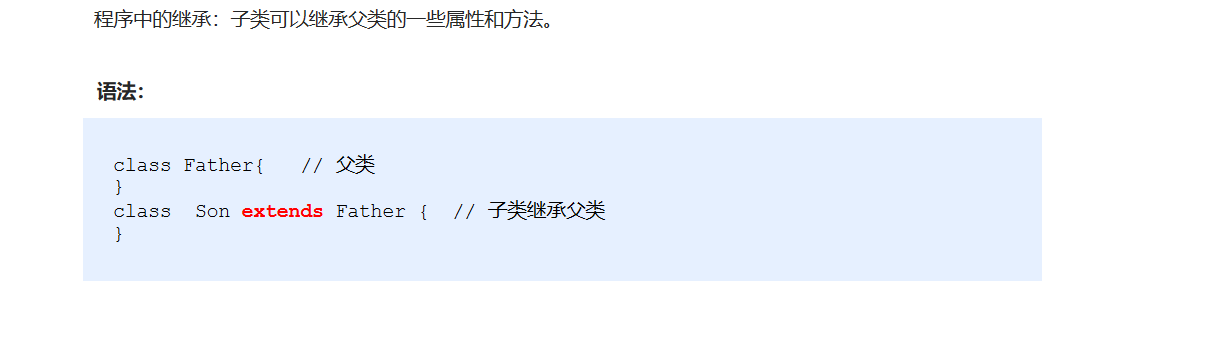 程序中的继承：子类可以继承父类的一些属性和方法。
语法：
class Father{   // 父类
}
class  Son extends Father {  // 子类继承父类
}